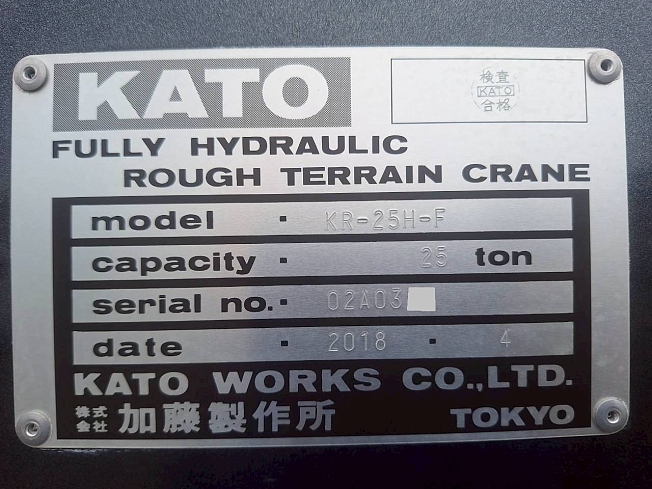 KATO
検査
KATO
合格
FULLY HYDRAULIC
ROUGH TERRAIN CRANE
model · KR-25H-F
capacity · 25 ton
serial no. · 02A03
date · 2018 · 4
KATO WORKS CO.,LTD.
株式会社 加藤製作所 TOKYO